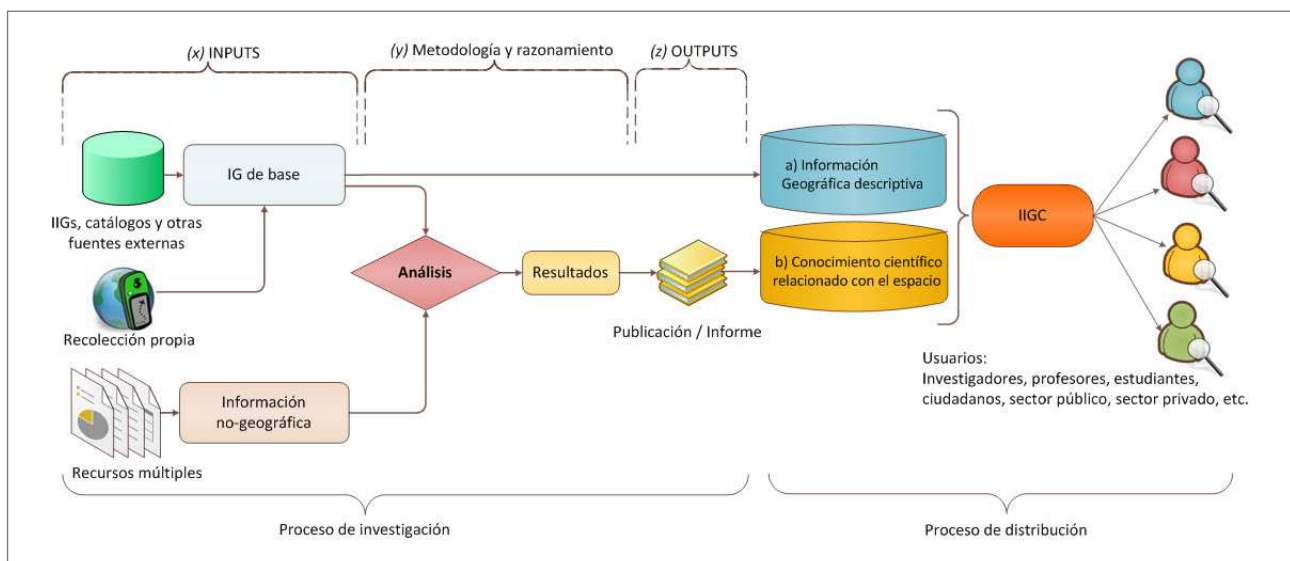 (x) INPUTS
(y) Metodología y razonamiento
(z) OUTPUTS
IG de base
IIGs, catálogos y otras
fuentes externas
Recolección propia
Recursos múltiples
Información
no-geográfica
Análisis
Resultados
Publicación / Informe
a) Información
Geográfica descriptiva
b) Conocimiento científico
relacionado con el espacio
IIGC
Usuarios:
Investigadores, profesores, estudiantes,
ciudadanos, sector público, sector privado, etc.
Proceso de investigación
Proceso de distribución